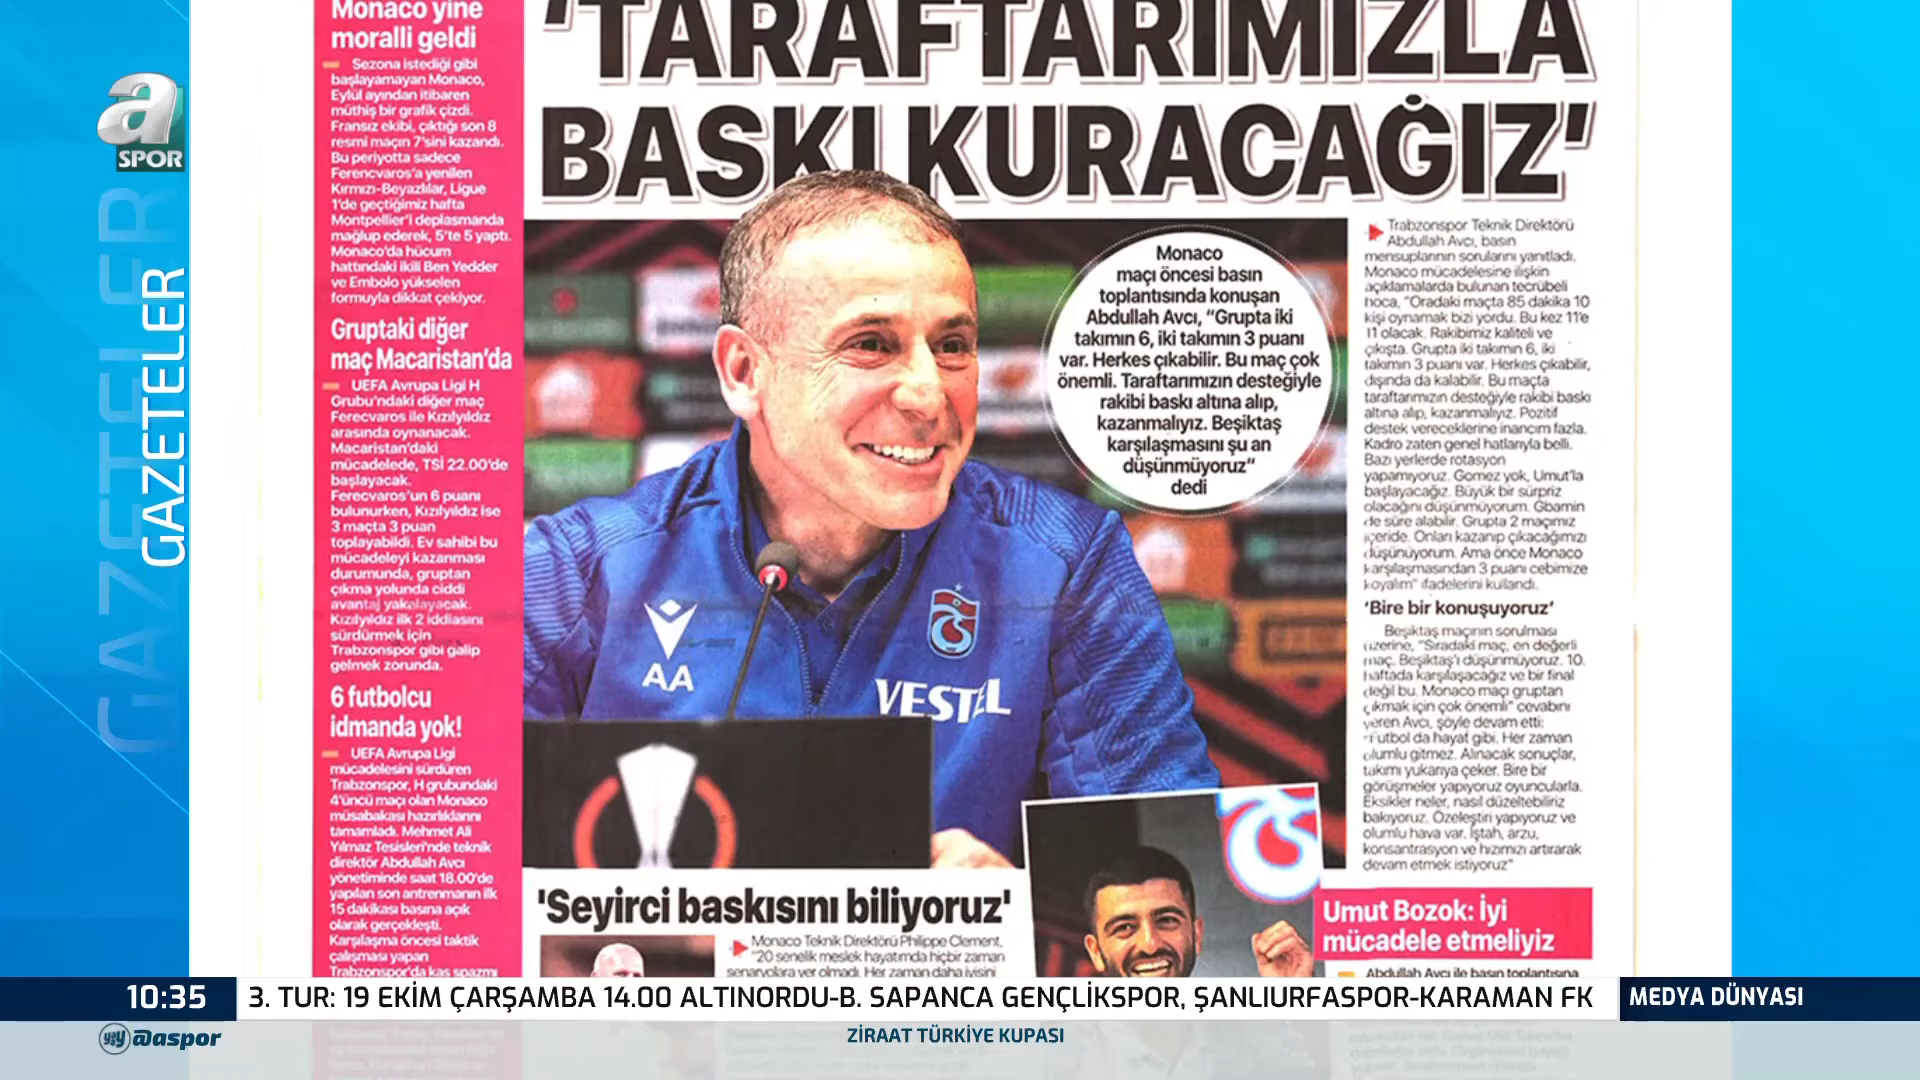 a
SPOR
GAZETELER
GAZETELER
Monaco yine
moralli geldi
Sezona istediği gibi
başlayamayan Monaco,
Eylül ayından itibaren
müthiş bir grafik çizdi.
Fransız ekibi, çıktığı son 8
resmi maçın 7'sini kazandı.
Bu periyotta sadece
Ferencvaros'a yenilen
Kırmızı-Beyazlılar, Ligue
1'de geçtiğimiz hafta
Montpellier'i deplasmanda
mağlup ederek, 5'te 5 yaptı.
Monaco'da hücum
hattındaki ikili Ben Yedder
ve Embolo yükselen
formuyla dikkat çekiyor.
Gruptaki diğer
maç Macaristan'da
UEFA Avrupa Ligi H
Grubu'ndaki diğer maç
Ferecvaros ile Kızılyıldız
arasında oynanacak.
Macaristan'daki
mücadelede, TSİ 22.00'de
başlayacak.
Ferecvaros'un 6 puanı
bulunurken, Kızılyıldız ise
3 maçta 3 puan
toplayabildi. Ev sahibi bu
mücadeleyi kazanması
durumunda, gruptan
çıkma yolunda ciddi
avantaj yakalayacak.
Kızılyıldız ilk 2 iddiasını
sürdürmek için
Trabzonspor gibi galip
gelmek zorunda.
6 futbolcu
idmanda yok!
UEFA Avrupa Ligi
mücadelesini sürdüren
Trabzonspor, H grubundaki
4'üncü maçı olan Monaco
müsabakası hazırlıklarını
tamamladı. Mehmet Ali
Yılmaz Tesisleri'nde teknik
direktör Abdullah Avcı
yönetiminde saat 18.00'de
yapılan son antrenmanın ilk
15 dakikası basına açık
olarak gerçekleşti.
Karşılaşma öncesi taktik
çalışması yapan
Trabzonspor'da kas spazmı
'TARAFTARIMIZLA
BASKI KURACAĞIZ'
Monaco
maçı öncesi basın
toplantısında konuşan
Abdullah Avcı, "Grupta iki
takımın 6, iki takımın 3 puanı
var. Herkes çıkabilir. Bu maç çok
önemli. Taraftarımızın desteğiyle
rakibi baskı altına alıp,
kazanmalıyız. Beşiktaş
karşılaşmasını şu an
düşünmüyoruz"
dedi
AA
VESTEL
Trabzonspor Teknik Direktörü
Abdullah Avcı, basın
mensuplarının sorularını yanıtladı.
Monaco mücadelesine ilişkin
açıklamalarda bulunan tecrübeli
hoca, "Oradaki maçta 85 dakika 10
kişi oynamak bizi yordu. Bu kez 11'e
11 olacak. Rakibimiz kaliteli ve
çıkışta. Grupta iki takımın 6, iki
takımın 3 puanı var. Herkes çıkabilir,
dışında da kalabilir. Bu maçta
taraftarımızın desteğiyle rakibi baskı
altına alıp, kazanmalıyız. Pozitif
destek vereceklerine inancım fazla.
Kadro zaten genel hatlarıyla belli.
Bazı yerlerde rotasyon
yapamıyoruz. Gomez yok, Umut'la
başlayacağız. Büyük bir sürpriz
olacağını düşünmüyorum. Gbamin
de süre alabilir. Grupta 2 maçımız
içeride. Onları kazanıp çıkacağımızı
düşünüyorum. Ama önce Monaco
karşılaşmasından 3 puanı cebimize
koyalım" ifadelerini kullandı.
'Bire bir konuşuyoruz'
Beşiktaş maçının sorulması
üzerine, "Sıradaki maç, en değerli
maç. Beşiktaş'ı düşünmüyoruz. 10.
haftada karşılaşacağız ve bir final
değil bu. Monaco maçı gruptan
çıkmak için çok önemli" cevabını
veren Avcı, şöyle devam etti:
"Futbol da hayat gibi. Her zaman
olumlu gitmez. Alınacak sonuçlar,
takımı yukarıya çeker. Bire bir
görüşmeler yapıyoruz oyuncularla.
Eksikler neler, nasıl düzeltebiliriz
bakıyoruz. Özeleştiri yapıyoruz ve
olumlu hava var. İştah, arzu,
konsantrasyon ve hızımızı artırarak
devam etmek istiyoruz"
'Seyirci baskısını biliyoruz'
Monaco Teknik Direktörü Philippe Clement,
"20 senelik meslek hayatımda hiçbir zaman
senaryolara yer olmadı. Her zaman daha iyisini
Umut Bozok: İyi
mücadele etmeliyiz
Abdullah Avcı ile basın toplantısına
10:35
3. TUR: 19 EKİM ÇARŞAMBA 14.00 ALTINORDU-B. SAPANCA GENÇLİKSPOR, ŞANLIURFASPOR-KARAMAN FK
MEDYA DÜNYASI
@aspor
ZİRAAT TÜRKİYE KUPASI